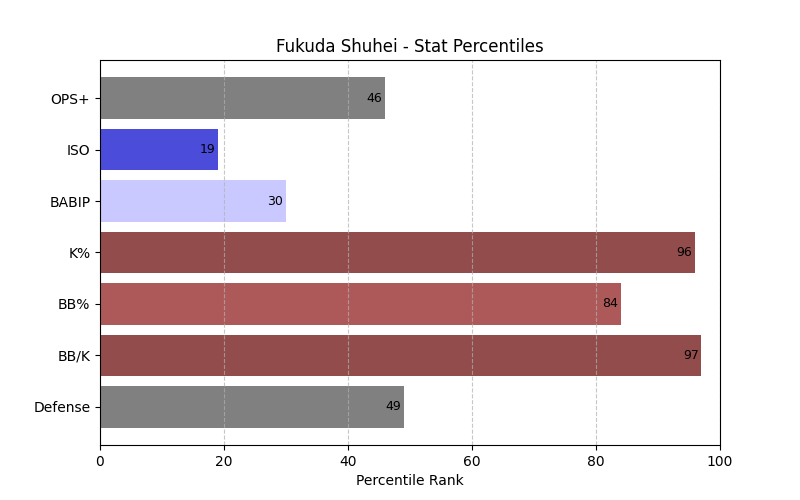 Fukuda Shuhei - Stat Percentiles
OPS+ 46
ISO 19
BABIP 30
K% 96
BB% 84
BB/K 97
Defense 49
0 20 40 60 80 100
Percentile Rank